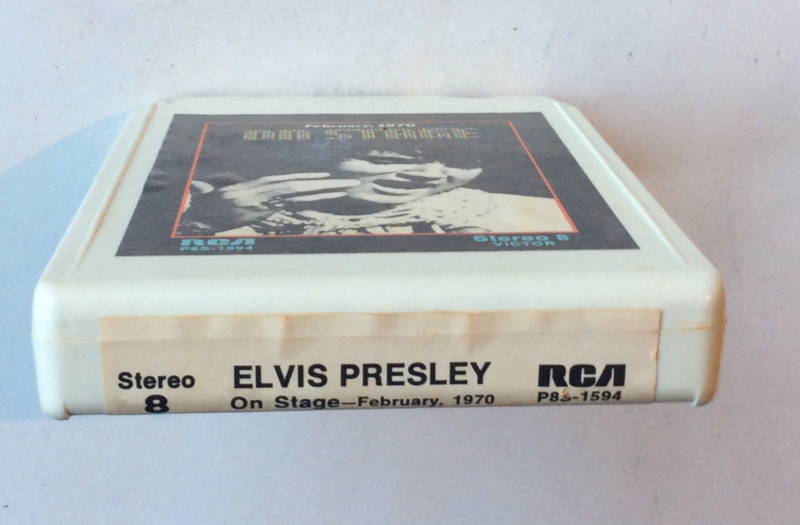 February, 1970
RCA
P8S-1594
Stereo 8
VICTOR
Stereo
8
ELVIS PRESLEY
On Stage—February, 1970
RCA
P8S-1594